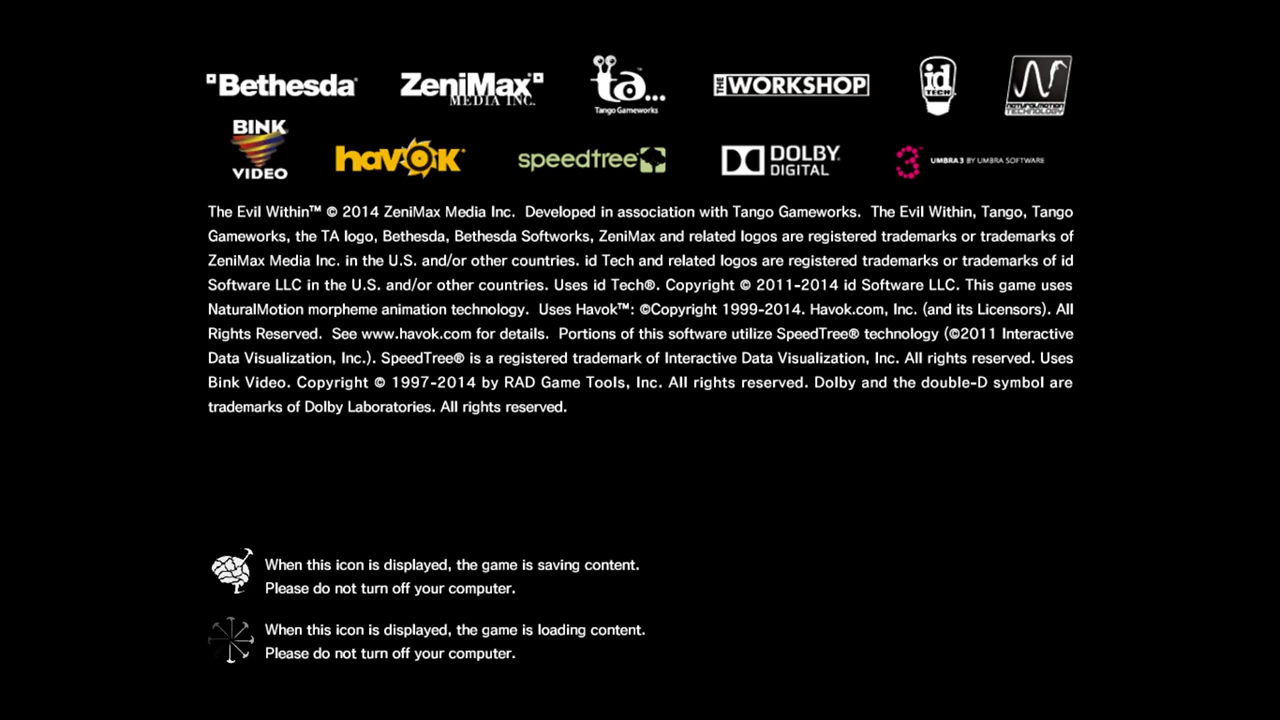 Bethesda®
ZeniMax®
MEDIA INC.
ta...
Tango Gameworks
THE WORKSHOP
id
TECH
NATURALMOTION
TECHNOLOGY
BINK
VIDEO
havok™
speedtree®
DOLBY®
DIGITAL
UMBRA 3 BY UMBRA SOFTWARE
The Evil Within™ © 2014 ZeniMax Media Inc.  Developed in association with Tango Gameworks.  The Evil Within, Tango, Tango
Gameworks, the TA logo, Bethesda, Bethesda Softworks, ZeniMax and related logos are registered trademarks or trademarks of
ZeniMax Media Inc. in the U.S. and/or other countries. id Tech and related logos are registered trademarks or trademarks of id
Software LLC in the U.S. and/or other countries. Uses id Tech®. Copyright © 2011-2014 id Software LLC. This game uses
NaturalMotion morpheme animation technology.  Uses Havok™: ©Copyright 1999-2014. Havok.com, Inc. (and its Licensors). All
Rights Reserved.  See www.havok.com for details.  Portions of this software utilize SpeedTree® technology (©2011 Interactive
Data Visualization, Inc.). SpeedTree® is a registered trademark of Interactive Data Visualization, Inc. All rights reserved. Uses
Bink Video. Copyright © 1997-2014 by RAD Game Tools, Inc. All rights reserved. Dolby and the double-D symbol are
trademarks of Dolby Laboratories. All rights reserved.
When this icon is displayed, the game is saving content.
Please do not turn off your computer.
When this icon is displayed, the game is loading content.
Please do not turn off your computer.